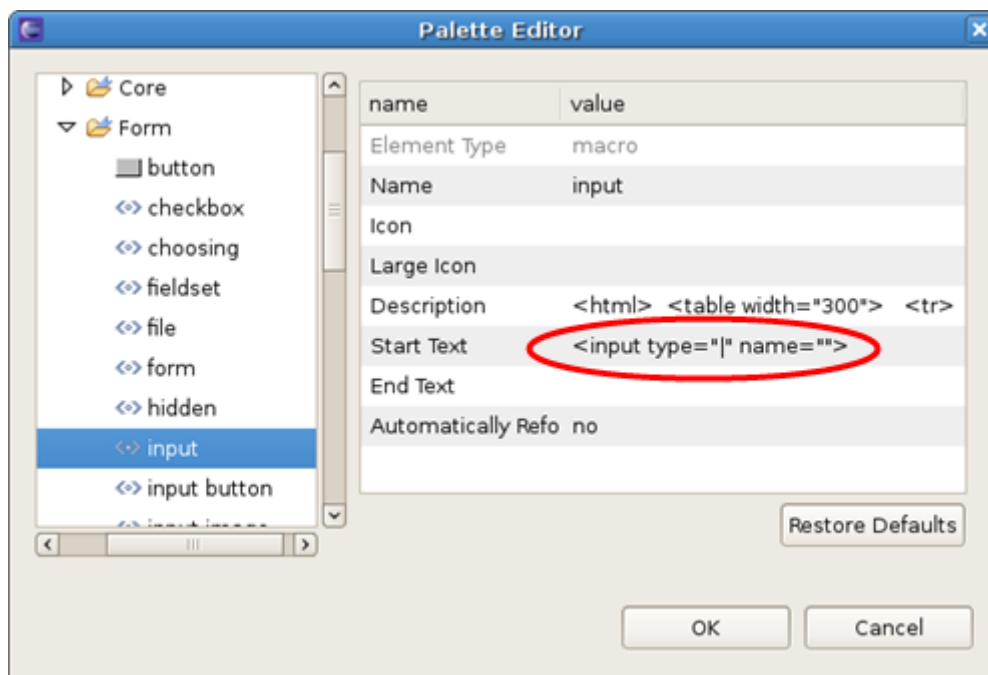 Palette Editor
Core
Form
button
checkbox
choosing
fieldset
file
form
hidden
input
input button
input image
name value
Element Type macro
Name input
Icon
Large Icon
Description <html> <table width="300"> <tr>
Start Text <input type="|" name="">
End Text
Automatically Refo no
Restore Defaults
OK Cancel